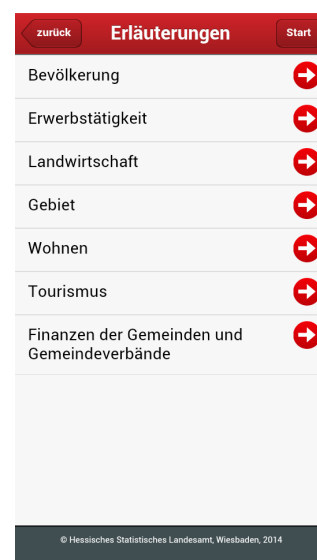 zurück Erläuterungen Start
Bevölkerung
Erwerbstätigkeit
Landwirtschaft
Gebiet
Wohnen
Tourismus
Finanzen der Gemeinden und
Gemeindeverbände
© Hessisches Statistisches Landesamt, Wiesbaden, 2014